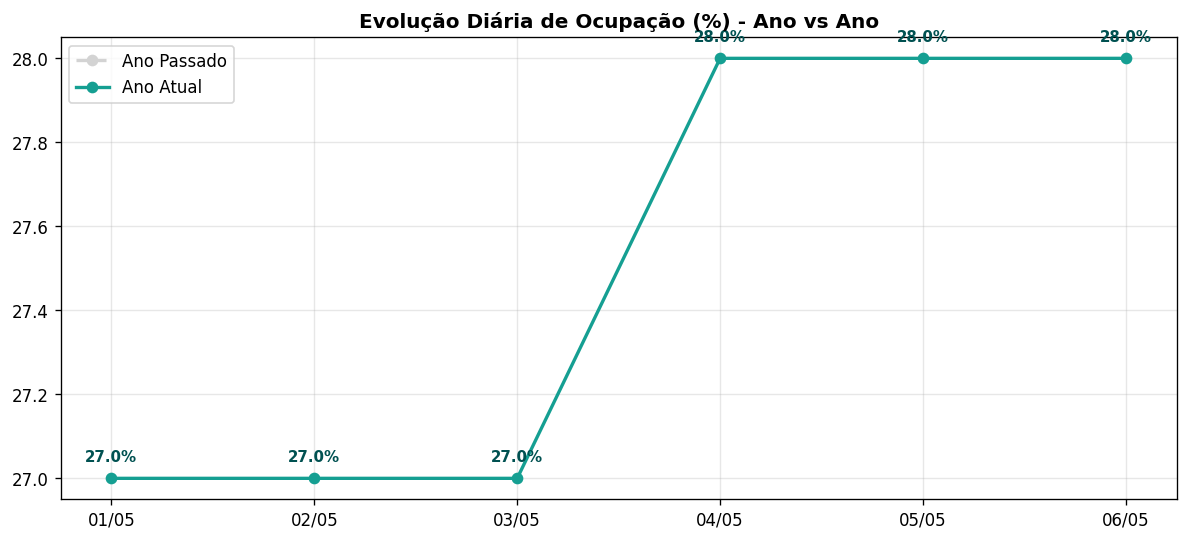 Evolução Diária de Ocupação (%) - Ano vs Ano
28.0% 28.0% 28.0%
Ano Passado
Ano Atual
28.0
27.8
27.6
27.4
27.2
27.0% 27.0% 27.0%
27.0
01/05 02/05 03/05 04/05 05/05 06/05